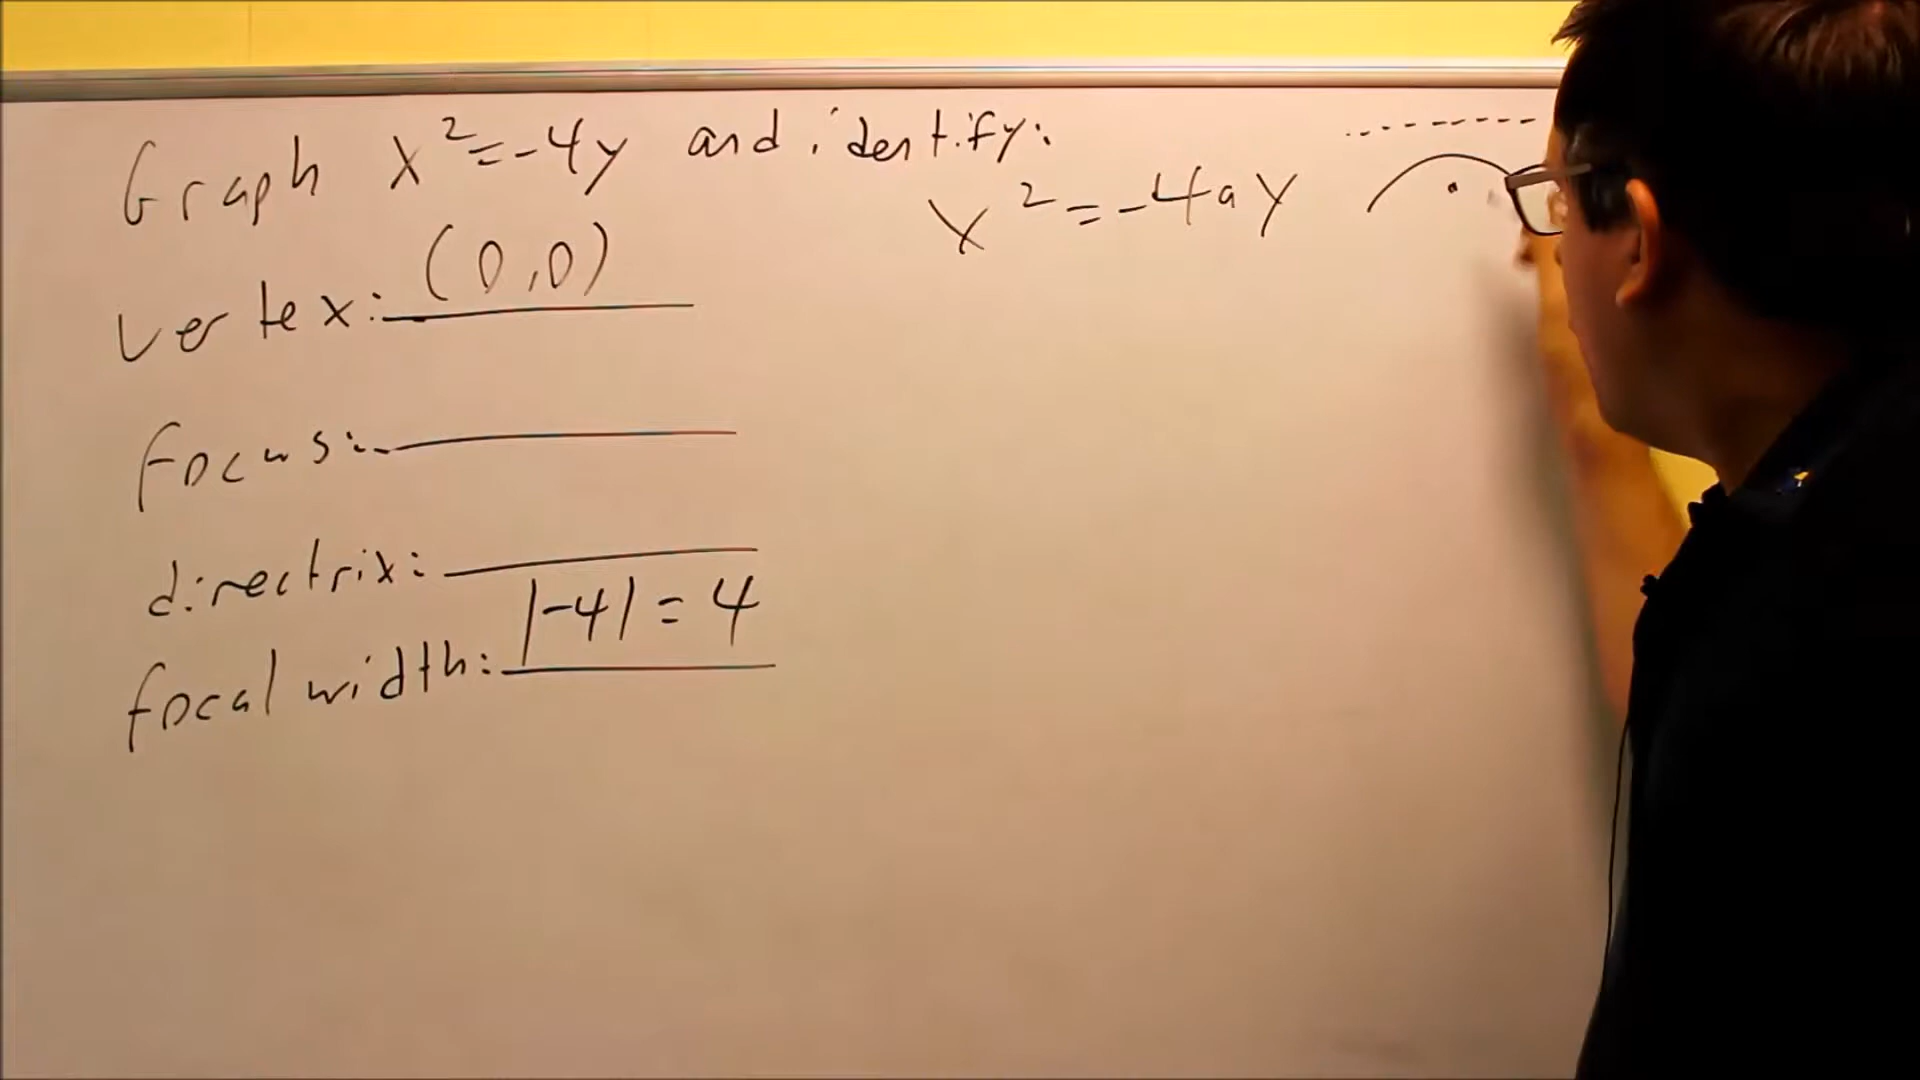 Graph x²=-4y and identify:
x²=-4ay
vertex: (0,0)
focus:
directrix:
focal width: |-4| = 4